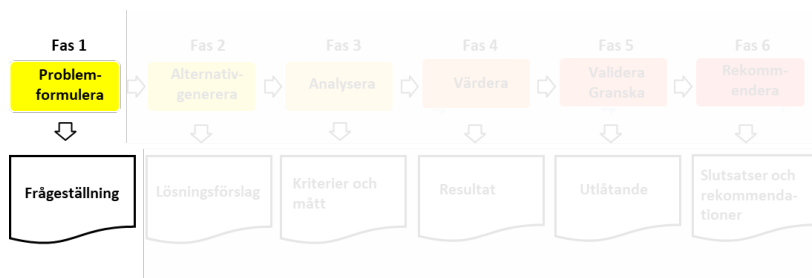 Fas 1
Fas 2
Fas 3
Fas 4
Fas 5
Fas 6
Problem-
formulera
Alternativ-
generera
Analysera
Värdera
Validera
Granska
Rekomm-
endera
Frågeställning
Lösningsförslag
Kriterier och
mått
Resultat
Utlåtande
Slutsatser och
rekommenda-
tioner